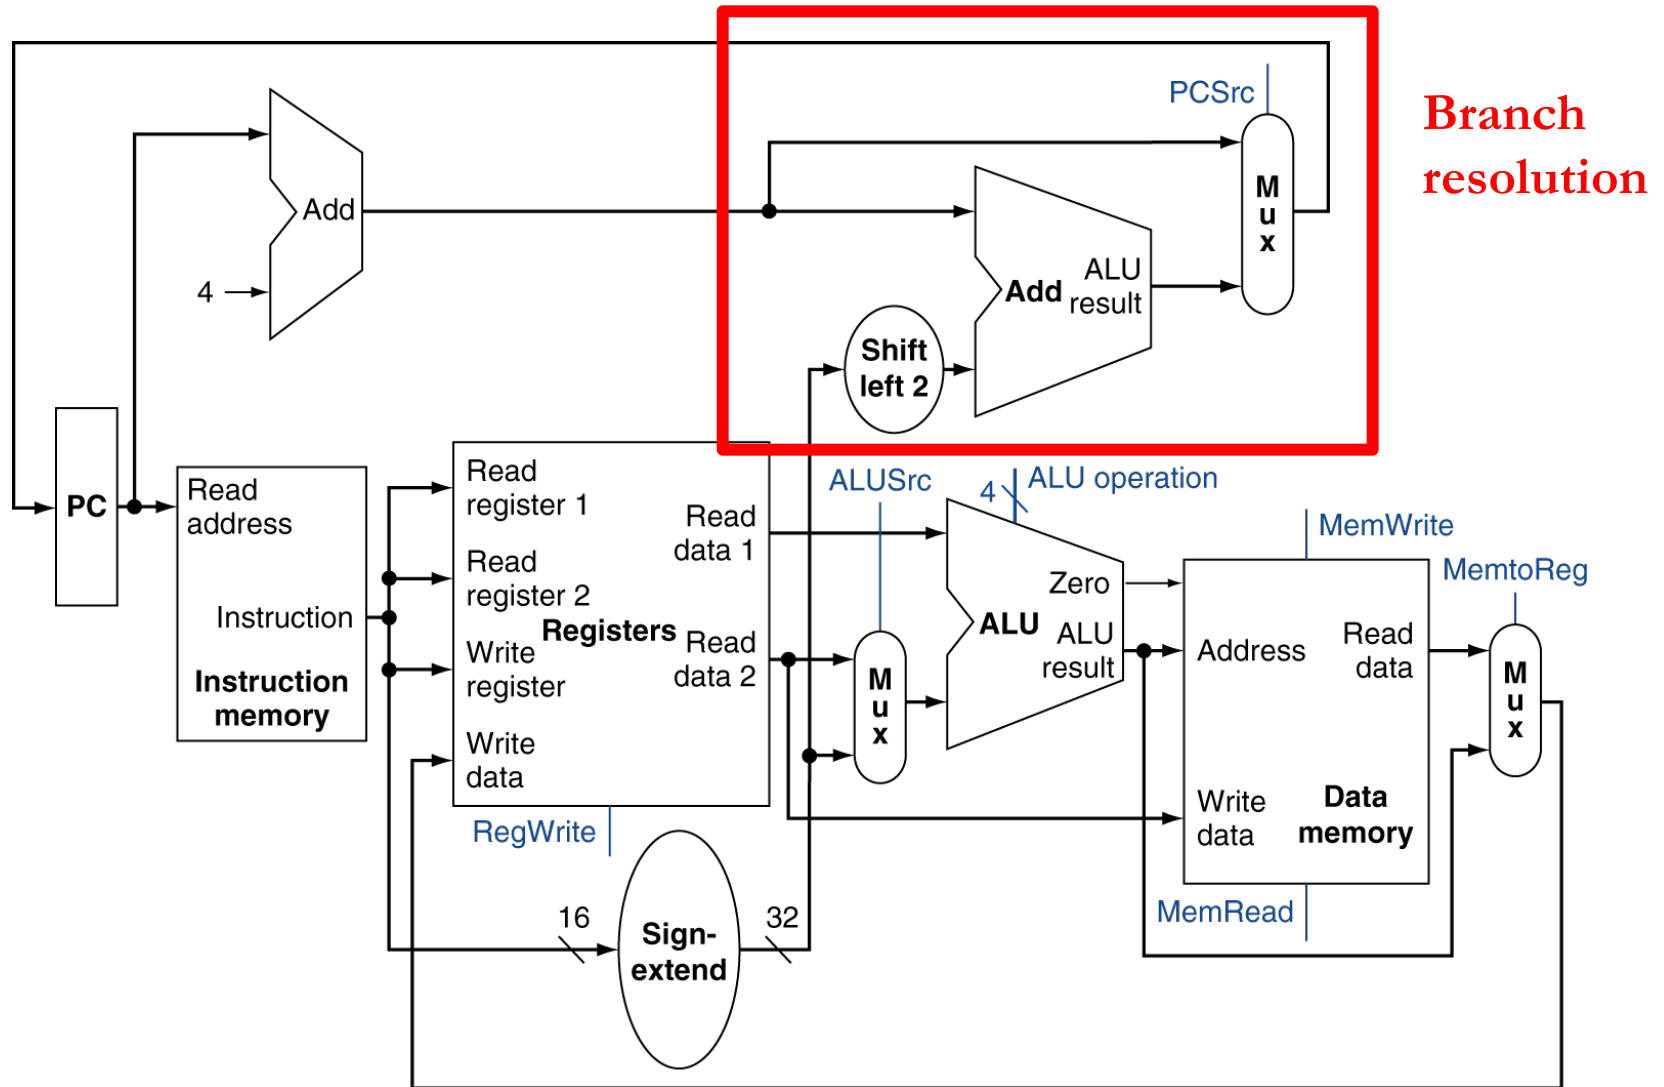 PCSrc
Branch
resolution
M
u
x
Add
4
Add
ALU
result
Shift
left 2
PC
Read
address
Instruction
Instruction
memory
Read
register 1
Read
register 2
Registers
Write
register
Write
data
Read
data 1
Read
data 2
RegWrite
16
Sign-
extend
32
ALUSrc
M
u
x
4
ALU operation
Zero
ALU
ALU
result
MemWrite
MemtoReg
Address
Read
data
Write
data
Data
memory
MemRead
M
u
x